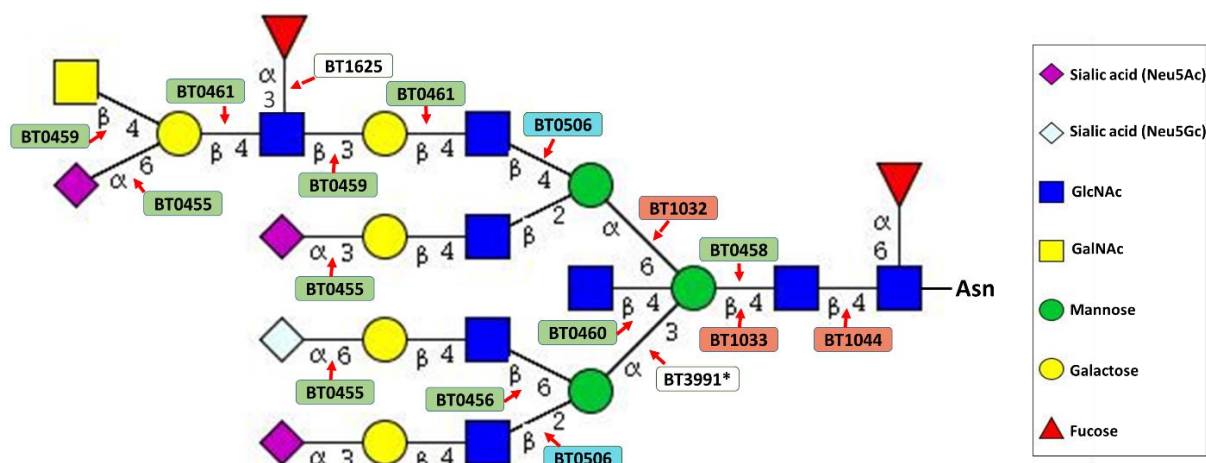 BT1625
α
3
BT0461
BT0461
BT0506
β
4
BT0459
6
α
β 4
β 3
β 4
β
4
BT0455
BT0459
2
BT1032
α 3
β 4
β
α
α
6
BT0455
BT0458
6
β 4
β 4
β 4
Asn
BT0460
3
BT1033
BT1044
α 6
β 4
α
BT3991*
BT0455
β
6
BT0456
2
α 3
β 4
β
BT0506
Sialic acid (Neu5Ac)
Sialic acid (Neu5Gc)
GlcNAc
GalNAc
Mannose
Galactose
Fucose